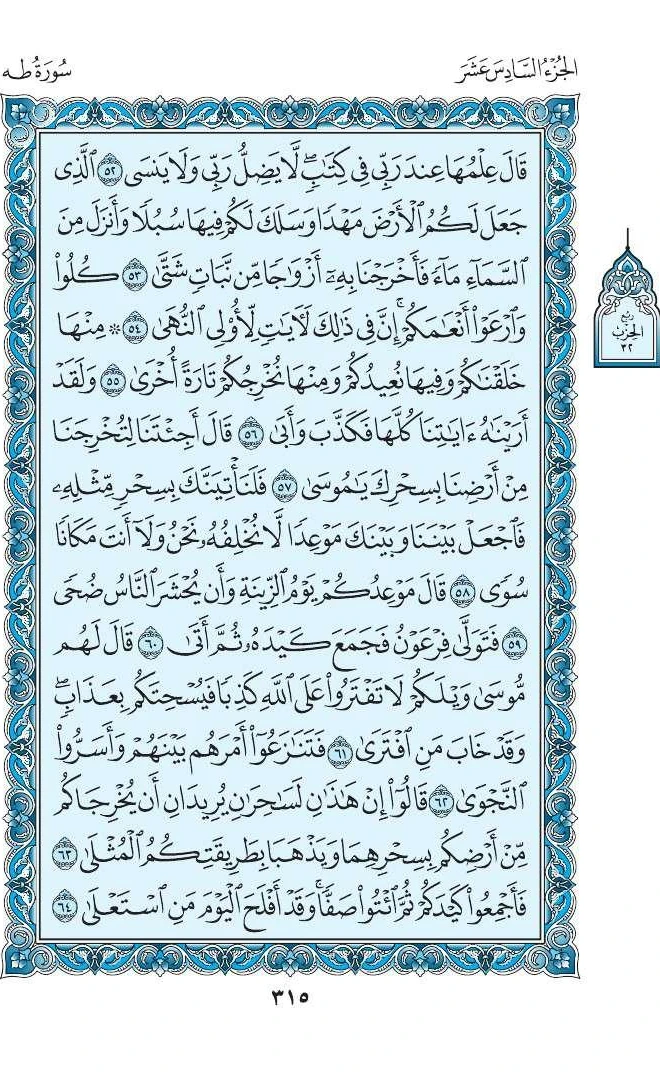 الجُزْءُ السَّادِسَ عَشَرَ
سُورَةُ طه
قَالَ عِلْمُهَا عِندَ رَبِّي فِي كِتَٰبٖۖ لَّا يَضِلُّ رَبِّي وَلَا يَنسَى ٥٢ ٱلَّذِي
جَعَلَ لَكُمُ ٱلۡأَرۡضَ مَهۡدٗا وَسَلَكَ لَكُمۡ فِيهَا سُبُلٗا وَأَنزَلَ مِنَ
ٱلسَّمَآءِ مَآءٗ فَأَخۡرَجۡنَا بِهِۦٓ أَزۡوَٰجٗا مِّن نَّبَاتٖ شَتَّىٰ ٥٣ كُلُواْ
وَٱرۡعَوۡاْ أَنۡعَٰمَكُمۡۚ إِنَّ فِي ذَٰلِكَ لَأٓيَٰتٖ لِّأُوْلِي ٱلنُّهَىٰ ٥٤ ۞ مِنۡهَا
خَلَقۡنَٰكُمۡ وَفِيهَا نُعِيدُكُمۡ وَمِنۡهَا نُخۡرِجُكُمۡ تَارَةً أُخۡرَىٰ ٥٥ وَلَقَدۡ
أَرَيۡنَٰهُ ءَايَٰتِنَا كُلَّهَا فَكَذَّبَ وَأَبَىٰ ٥٦ قَالَ أَجِئۡتَنَا لِتُخۡرِجَنَا
مِنۡ أَرۡضِنَا بِسِحۡرِكَ يَٰمُوسَىٰ ٥٧ فَلَنَأۡتِيَنَّكَ بِسِحۡرٖ مِّثۡلِهِۦ
فَٱجۡعَلۡ بَيۡنَنَا وَبَيۡنَكَ مَوۡعِدٗا لَّا نُخۡلِفُهُۥ نَحۡنُ وَلَآ أَنتَ مَكَانٗا
سُوٗى ٥٨ قَالَ مَوۡعِدُكُمۡ يَوۡمُ ٱلزِّينَةِ وَأَن يُحۡشَرَ ٱلنَّاسُ ضُحٗى
٥٩ فَتَوَلَّىٰ فِرۡعَوۡنُ فَجَمَعَ كَيۡدَهُۥ ثُمَّ أَتَىٰ ٦٠ قَالَ لَهُم
مُّوسَىٰ وَيۡلَكُمۡ لَا تَفۡتَرُواْ عَلَى ٱللَّهِ كَذِبٗا فَيُسۡحِتَكُم بِعَذَابٖۖ
وَقَدۡ خَابَ مَنِ ٱفۡتَرَىٰ ٦١ فَتَنَٰزَعُوٓاْ أَمۡرَهُم بَيۡنَهُمۡ وَأَسَرُّواْ
ٱلنَّجۡوَىٰ ٦٢ قَالُوٓاْ إِنۡ هَٰذَٰنِ لَسَٰحِرَٰنِ يُرِيدَانِ أَن يُخۡرِجَاكُم
مِّنۡ أَرۡضِكُم بِسِحۡرِهِمَا وَيَذۡهَبَا بِطَرِيقَتِكُمُ ٱلۡمُثۡلَىٰ ٦٣
فَأَجۡمِعُواْ كَيۡدَكُمۡ ثُمَّ ٱئۡتُواْ صَفّٗاۚ وَقَدۡ أَفۡلَحَ ٱلۡيَوۡمَ مَنِ ٱسۡتَعۡلَىٰ ٦٤
ربع
الحزب
٣٢
٣١٥